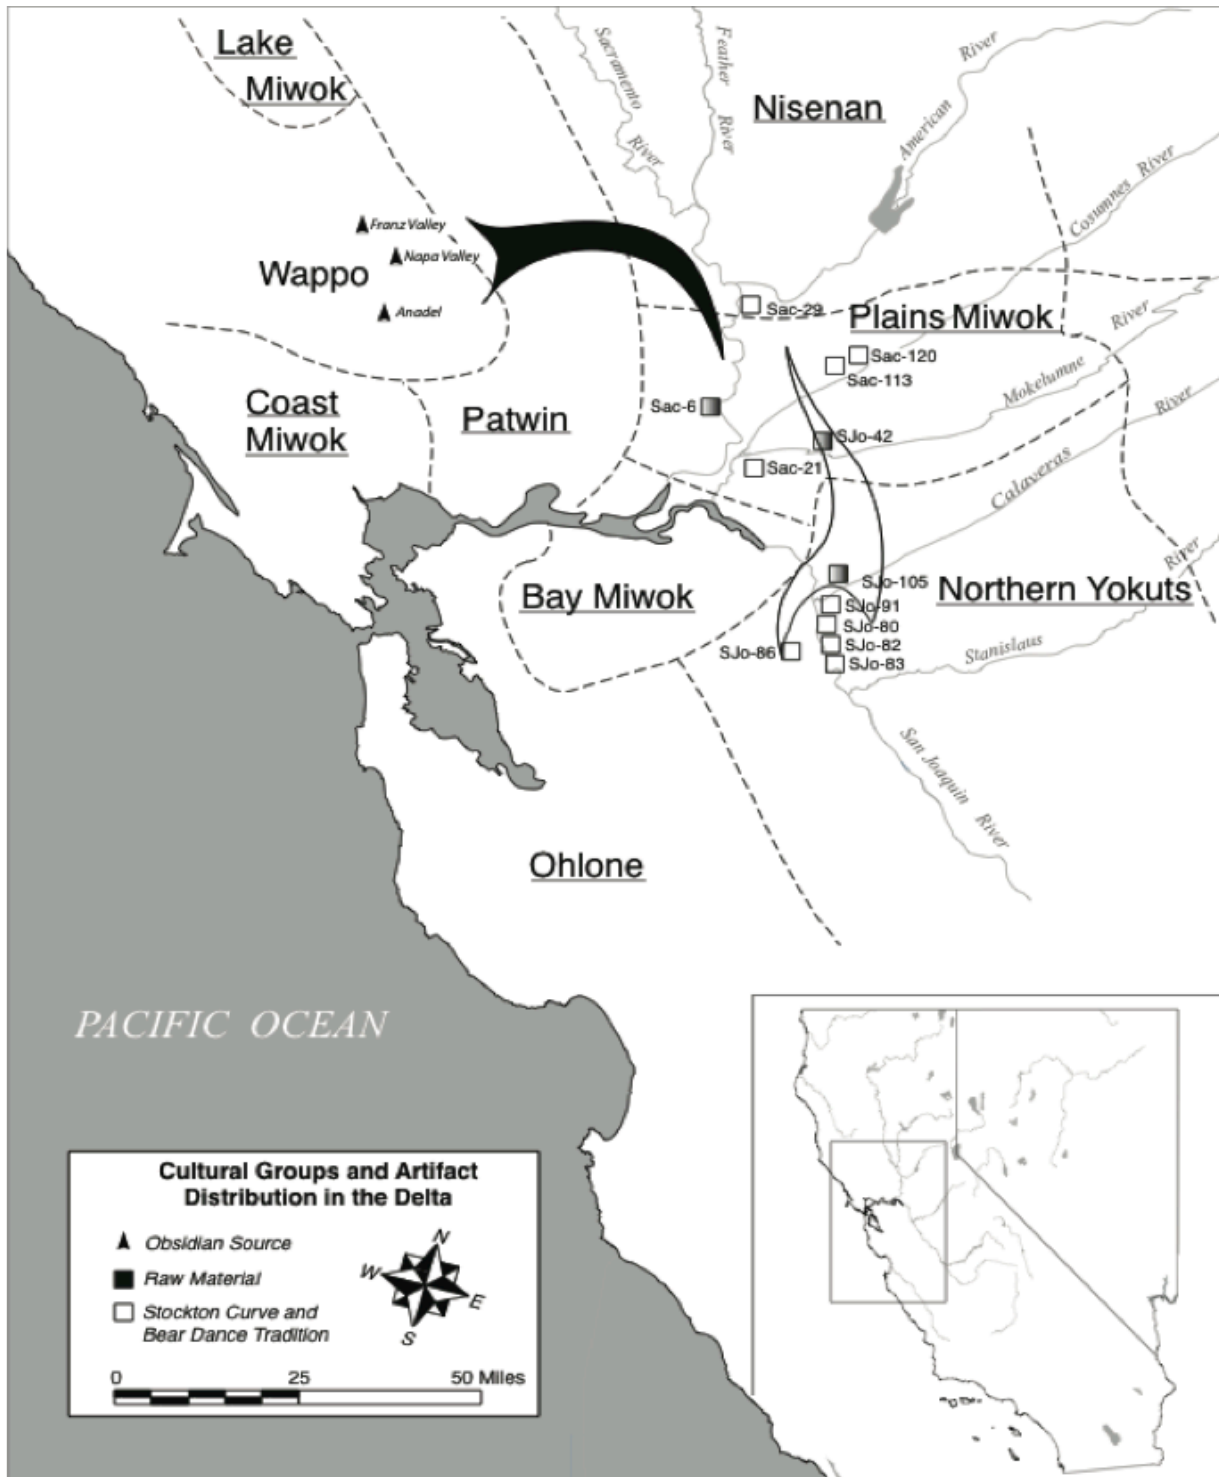 Lake
Miwok
Sacramento
River
Feather
River
Nisenan
American
River
Cosumnes River
Franz Valley
Napa Valley
Wappo
Anadel
Sac-29
Plains Miwok
Sac-120
Sac-113
Mokelumne
River
Coast
Miwok
Patwin
Sac-6
SJo-42
Sac-21
Calaveras
River
Bay Miwok
SJo-105
Northern Yokuts
SJo-91
SJo-80
SJo-82
SJo-83
SJo-86
Stanislaus
River
San Joaquin
River
Ohlone
PACIFIC OCEAN
Cultural Groups and Artifact
Distribution in the Delta
Obsidian Source
Raw Material
Stockton Curve and
Bear Dance Tradition
N
W
E
S
0
25
50 Miles